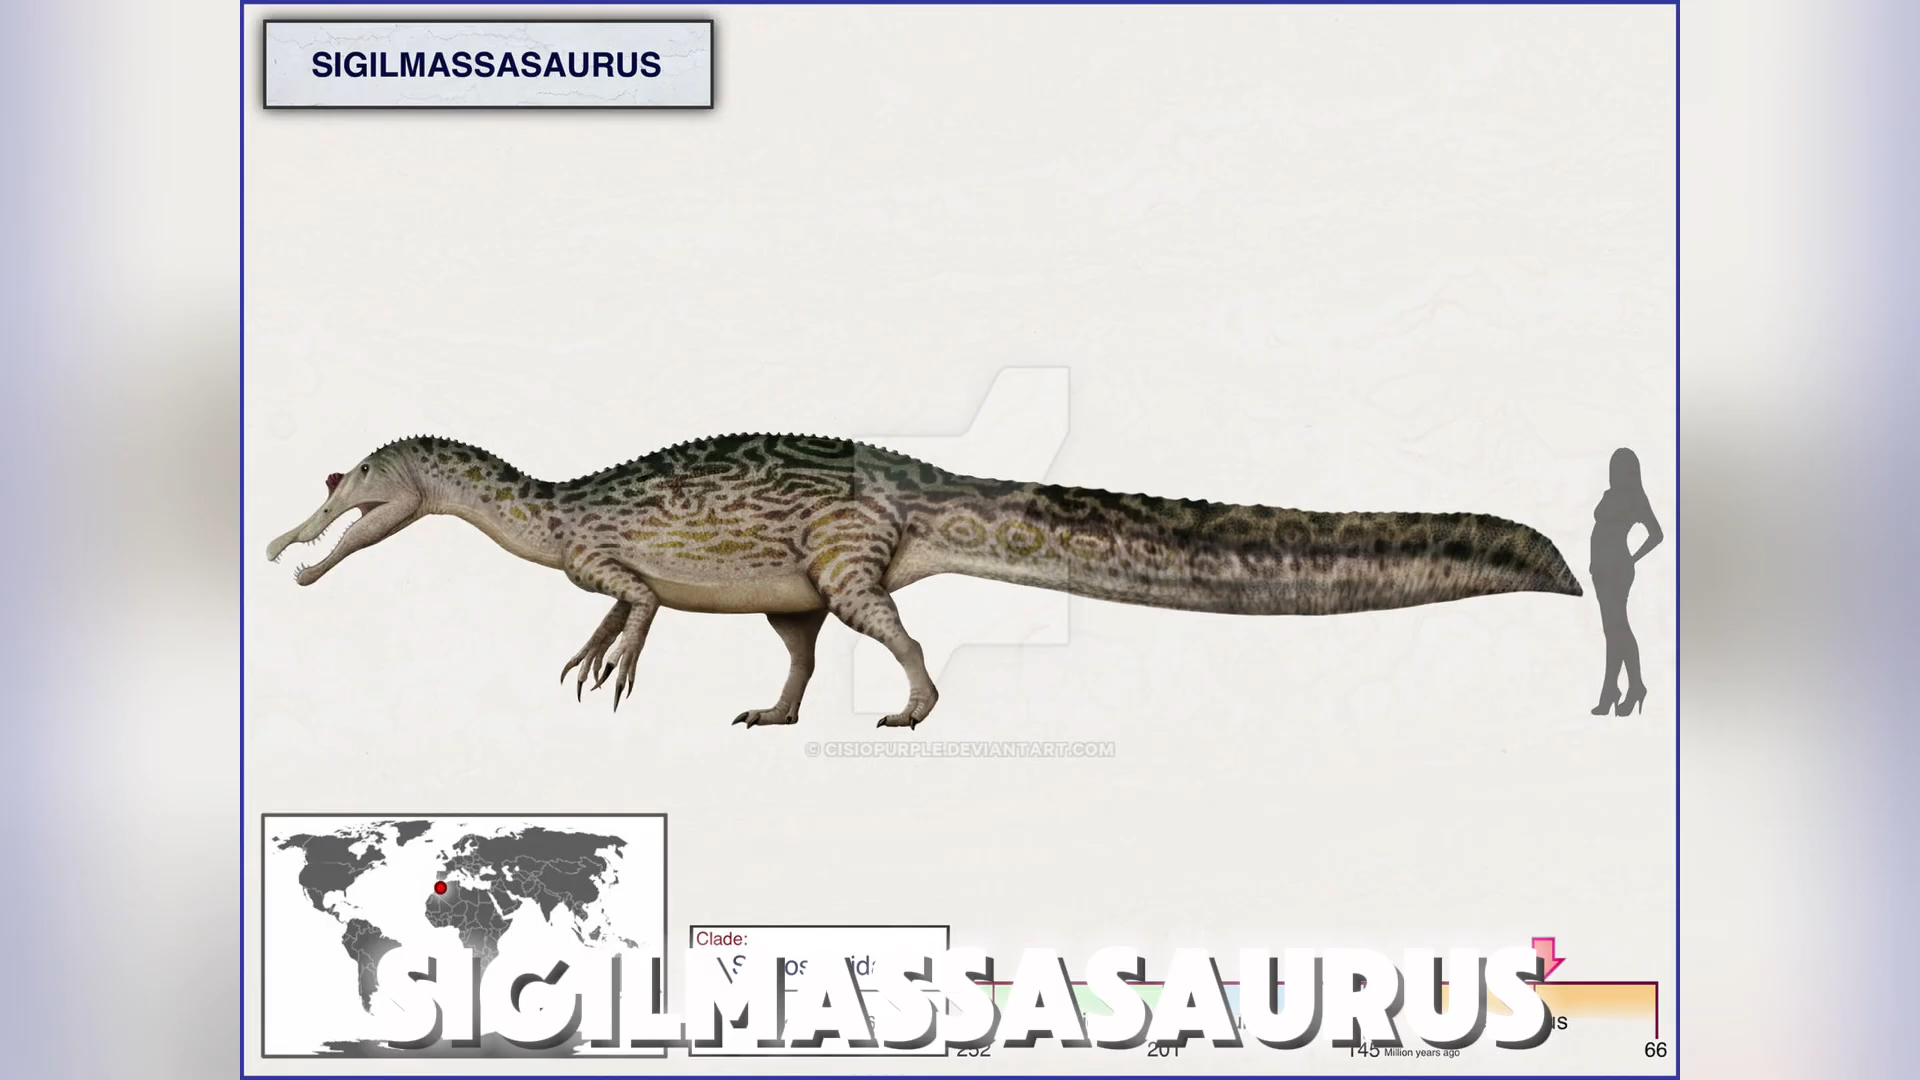 SIGILMASSASAURUS
© CISIOPURPLE.DEVIANTART.COM
Clade:
SIGILMASSASAURUS
252 201 145 Million years ago 66